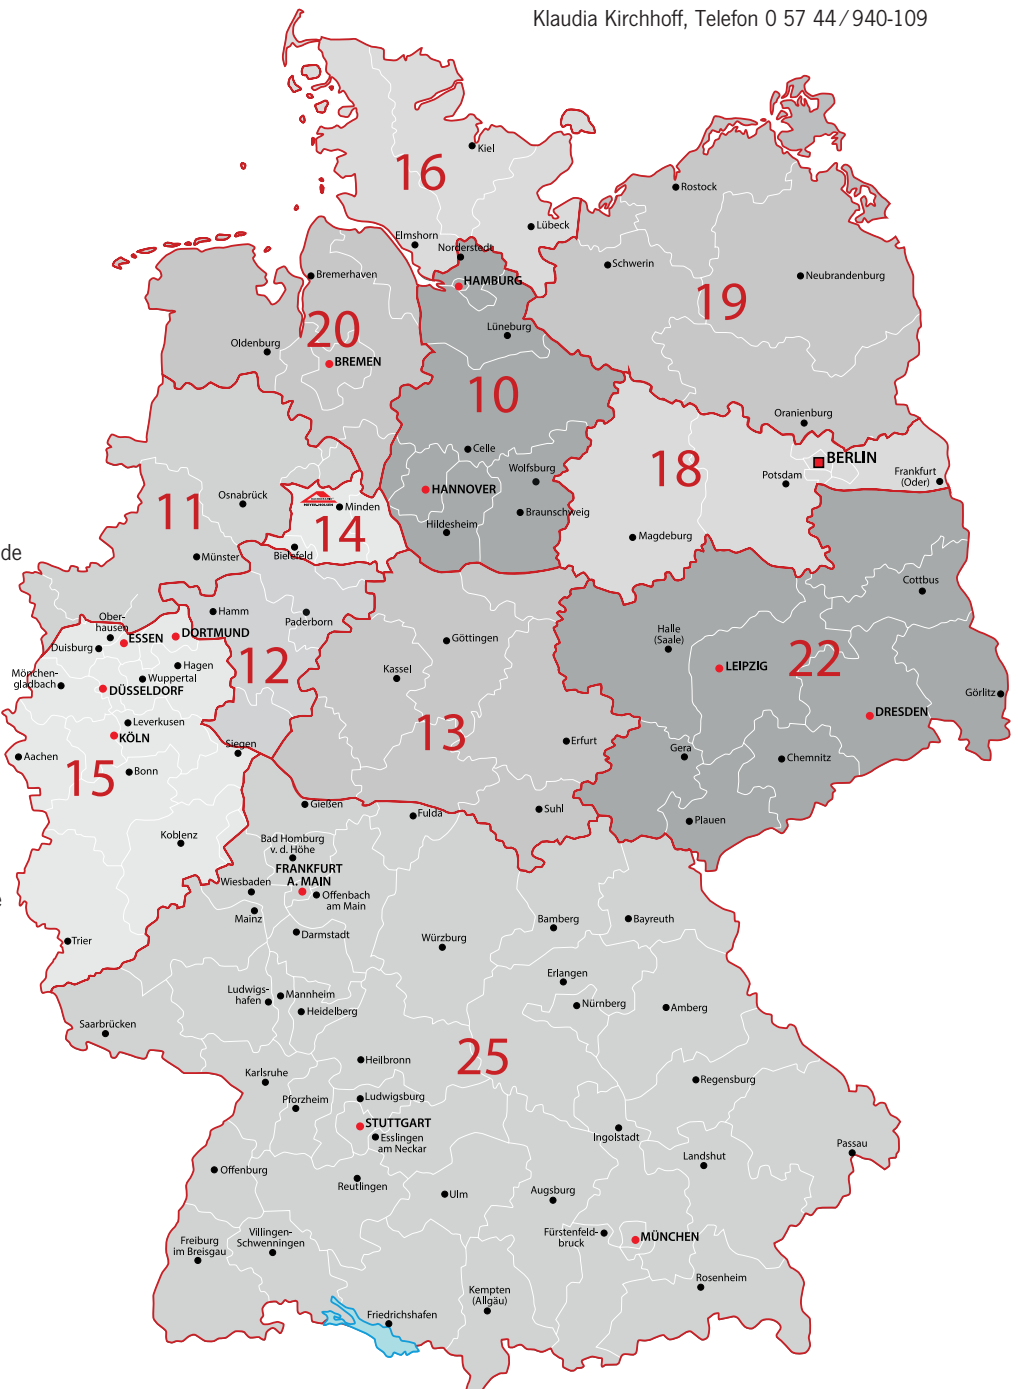 Klaudia Kirchhoff, Telefon 0 57 44 / 940-109
Kiel
16
Rostock
Lübeck
Elmshorn
Norderstedt
Schwerin
Bremerhaven
HAMBURG
Neubrandenburg
19
20
Lüneburg
Oldenburg
BREMEN
10
Oranienburg
Celle
BERLIN
18
Wolfsburg
Potsdam
Frankfurt
(Oder)
Osnabrück
HANNOVER
11
Minden
Braunschweig
14
Hildesheim
Magdeburg
de
Münster
Bielefeld
Cottbus
Hamm
Ober-
hausen
Paderborn
ESSEN
DORTMUND
Duisburg
Göttingen
Halle
(Saale)
22
12
Hagen
LEIPZIG
Mönchen-
gladbach
Wuppertal
Kassel
DÜSSELDORF
Görlitz
DRESDEN
Leverkusen
13
KÖLN
Siegen
Erfurt
Aachen
Gera
Chemnitz
15
Bonn
Gießen
Fulda
Suhl
Plauen
Koblenz
Bad Homburg
v. d. Höhe
FRANKFURT
A. MAIN
Wiesbaden
Offenbach
am Main
e
Mainz
Bamberg
Bayreuth
Darmstadt
Würzburg
Trier
Erlangen
Ludwigs-
hafen
Mannheim
Nürnberg
Amberg
Heidelberg
Saarbrücken
25
Heilbronn
Karlsruhe
Regensburg
Pforzheim
Ludwigsburg
STUTTGART
Esslingen
am Neckar
Ingolstadt
Passau
Landshut
Offenburg
Reutlingen
Ulm
Augsburg
Villingen-
Schwenningen
Fürstenfeld-
bruck
MÜNCHEN
Freiburg
im Breisgau
Rosenheim
Kempten
(Allgäu)
Friedrichshafen